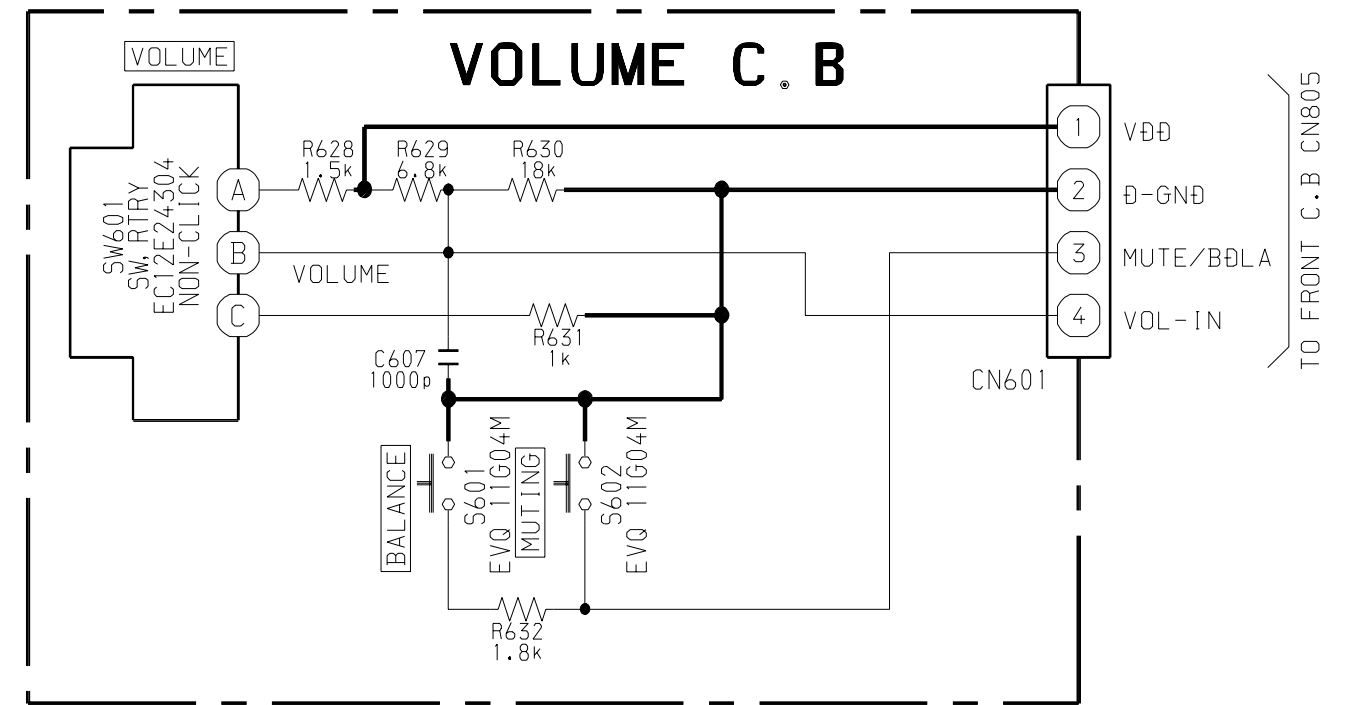 VOLUME C.B
VOLUME
SW601
SW, RTRY
EC12E24304
NON-CLICK
A
B
C
R628
1.5k
R629
6.8k
R630
18k
VOLUME
R631
1k
C607
1000p
BALANCE
S601
EVQ 11G04M
MUTING
S602
EVQ 11G04M
R632
1.8k
1
VDD
2
D-GND
3
MUTE/BDLA
4
VOL-IN
CN601
TO FRONT C.B CN805